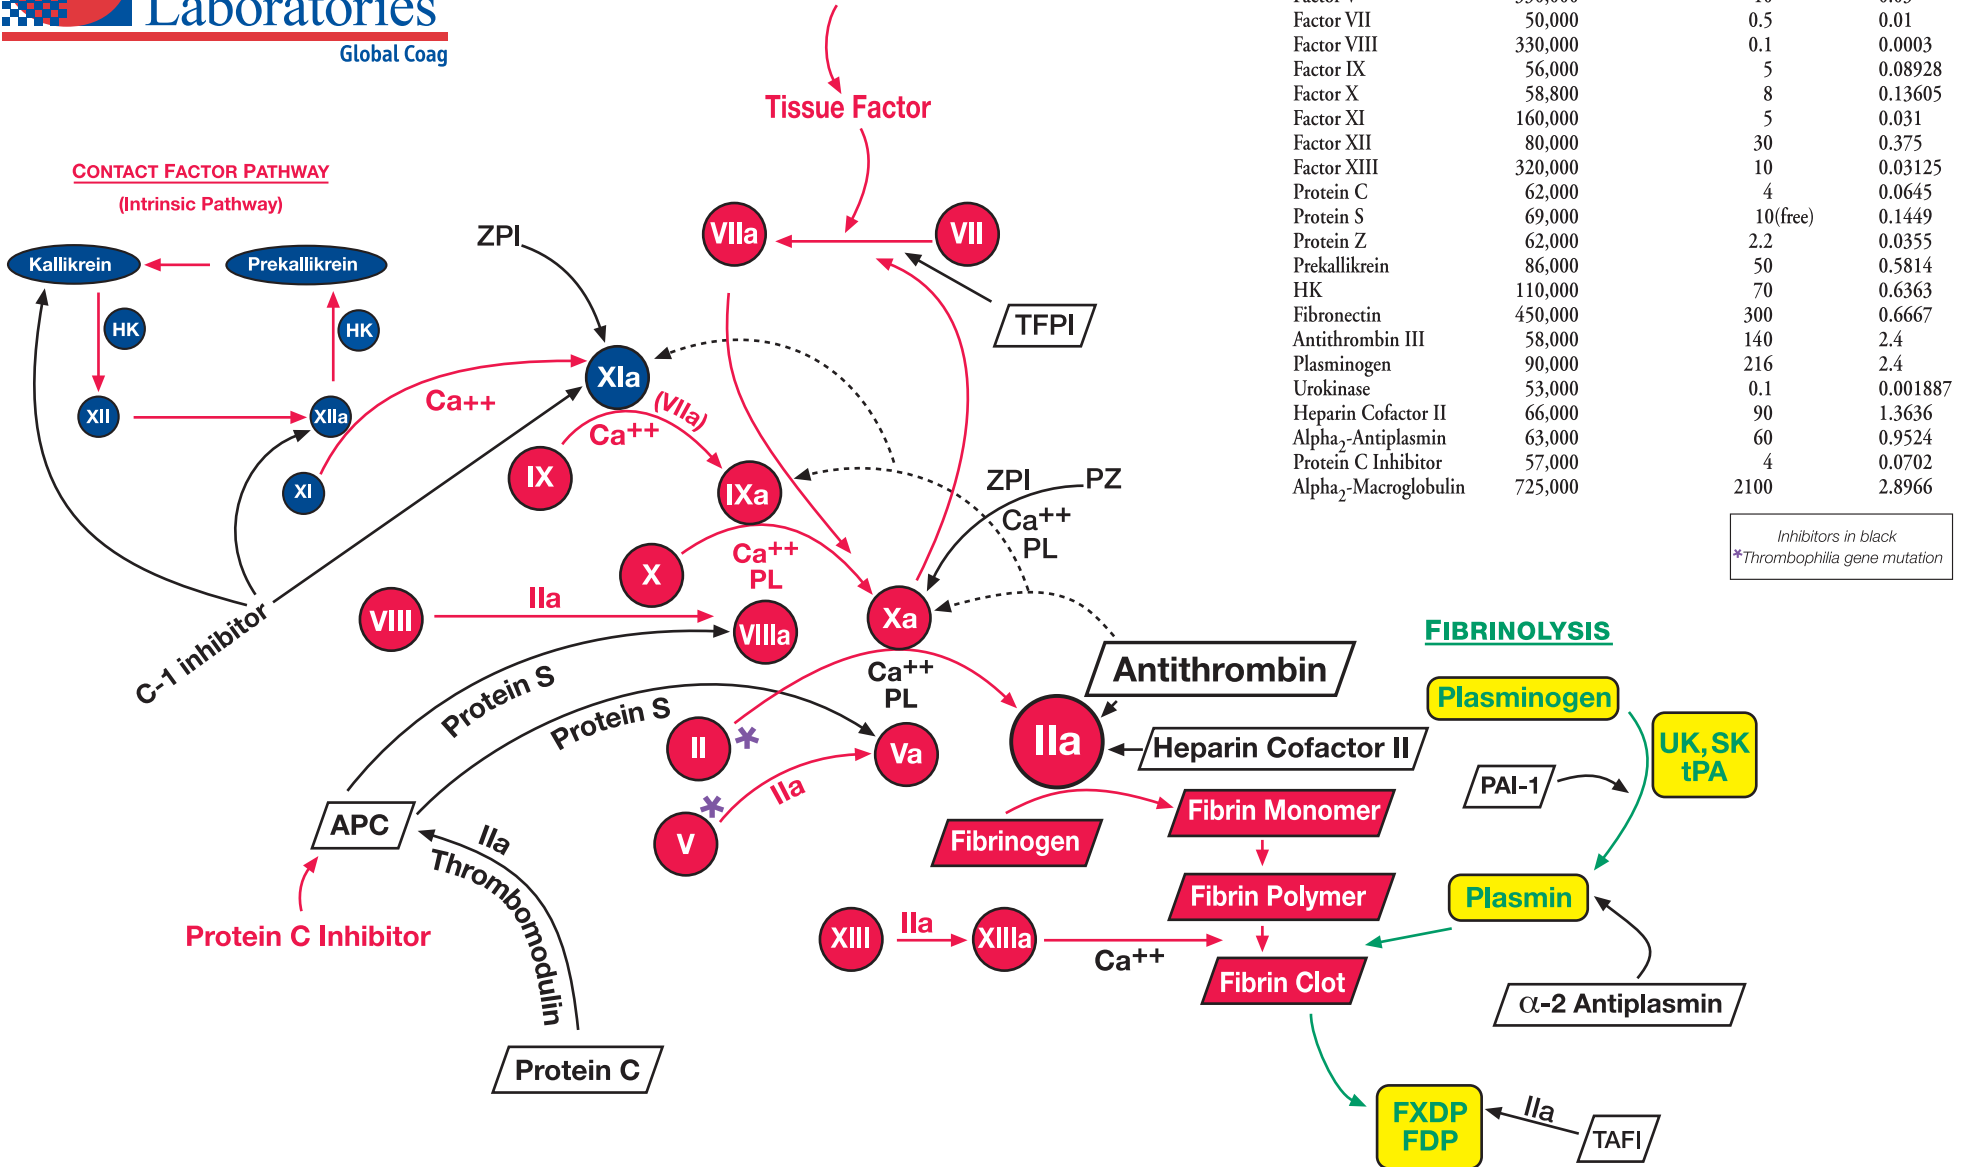 Laboratories
Global Coag
Tissue Factor
CONTACT FACTOR PATHWAY
(Intrinsic Pathway)
Kallikrein
Prekallikrein
HK
HK
XII
XIIa
XI
Ca++
ZPI
XIa
(VIIa)
Ca++
IX
IXa
VIIa
VII
TFPI
ZPI
PZ
Ca++
PL
X
Ca++
PL
VIII
IIa
VIIIa
Xa
C-1 inhibitor
Protein S
Protein S
Ca++
PL
II
*
Va
V
*
IIa
IIa
Antithrombin
Heparin Cofactor II
APC
IIa
Thrombomodulin
Protein C Inhibitor
Protein C
Fibrinogen
Fibrin Monomer
Fibrin Polymer
XIII
IIa
XIIIa
Ca++
Fibrin Clot
Factor VII 50,000 0.5 0.01
Factor VIII 330,000 0.1 0.0003
Factor IX 56,000 5 0.08928
Factor X 58,800 8 0.13605
Factor XI 160,000 5 0.031
Factor XII 80,000 30 0.375
Factor XIII 320,000 10 0.03125
Protein C 62,000 4 0.0645
Protein S 69,000 10(free) 0.1449
Protein Z 62,000 2.2 0.0355
Prekallikrein 86,000 50 0.5814
HK 110,000 70 0.6363
Fibronectin 450,000 300 0.6667
Antithrombin III 58,000 140 2.4
Plasminogen 90,000 216 2.4
Urokinase 53,000 0.1 0.001887
Heparin Cofactor II 66,000 90 1.3636
Alpha2-Antiplasmin 63,000 60 0.9524
Protein C Inhibitor 57,000 4 0.0702
Alpha2-Macroglobulin 725,000 2100 2.8966
Inhibitors in black
*Thrombophilia gene mutation
FIBRINOLYSIS
Plasminogen
UK, SK
tPA
PAI-1
Plasmin
α-2 Antiplasmin
FXDP
FDP
IIa
TAFI